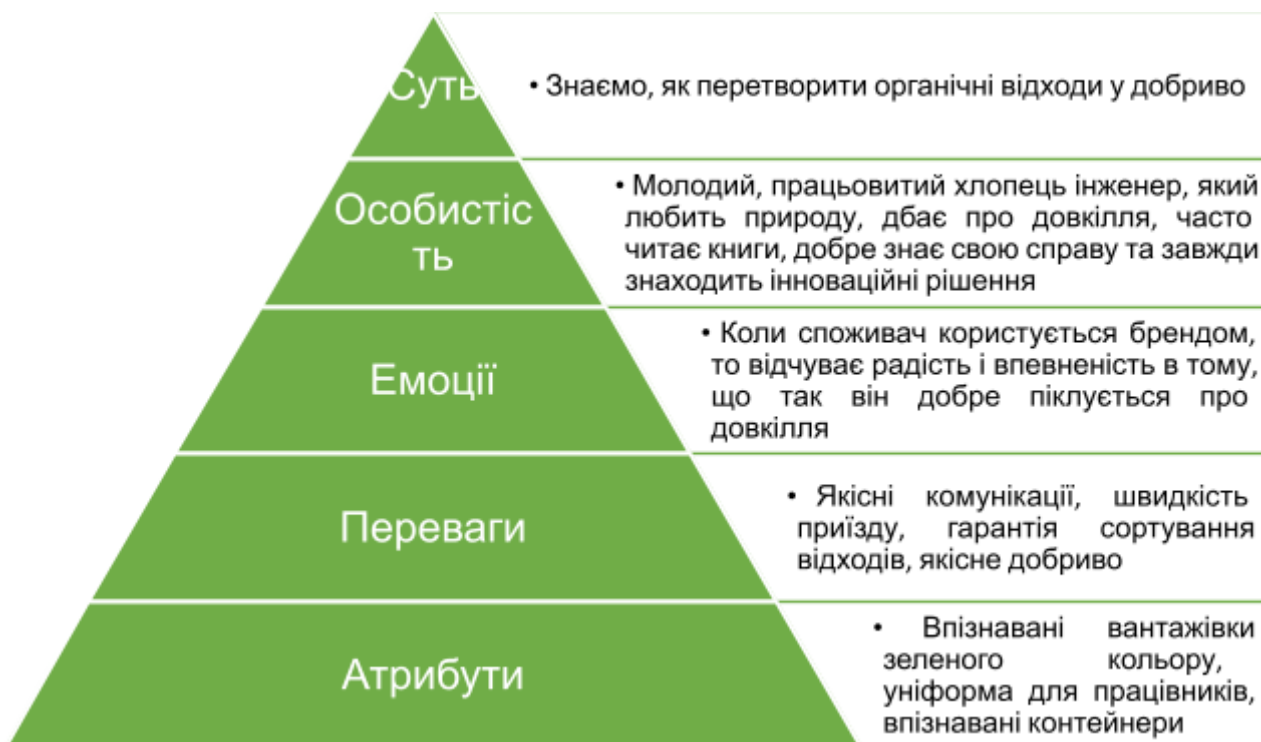 Суть
• Знаємо, як перетворити органічні відходи у добриво
Особистіс
ть
• Молодий, працьовитий хлопець інженер, який
любить природу, дбає про довкілля, часто
читає книги, добре знає свою справу та завжди
знаходить інноваційні рішення
Емоції
• Коли споживач користується брендом,
то відчуває радість і впевненість в тому,
що так він добре піклується про
довкілля
Переваги
• Якісні комунікації, швидкість
приїзду, гарантія сортування
відходів, якісне добриво
Атрибути
• Впізнавані вантажівки
зеленого кольору,
уніформа для працівників,
впізнавані контейнери